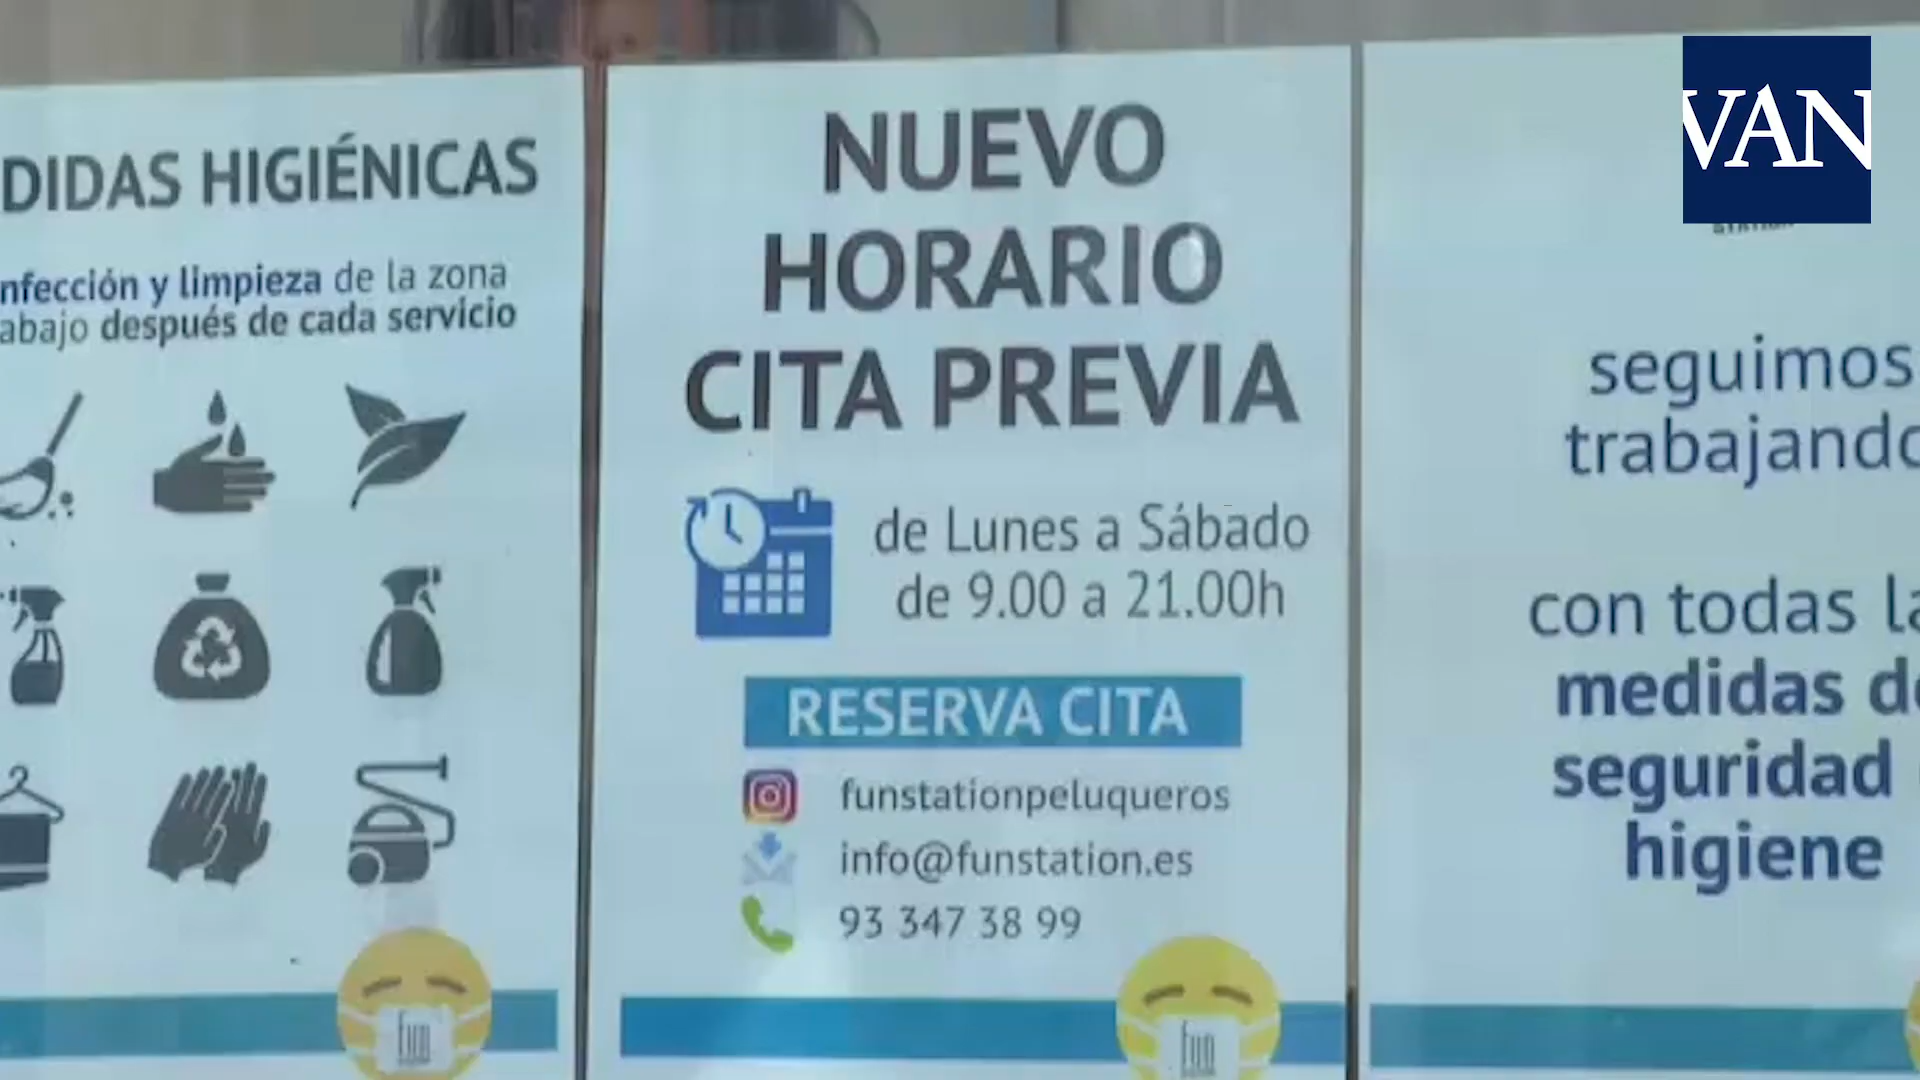 DIDAS HIGIÉNICAS
nfección y limpieza de la zona
abajo después de cada servicio
fun
NUEVO
HORARIO
CITA PREVIA
de Lunes a Sábado
de 9.00 a 21.00h
RESERVA CITA
funstationpeluqueros
info@funstation.es
93 347 38 99
fun
VAN
seguimos
trabajando
con todas la
medidas de
seguridad
higiene